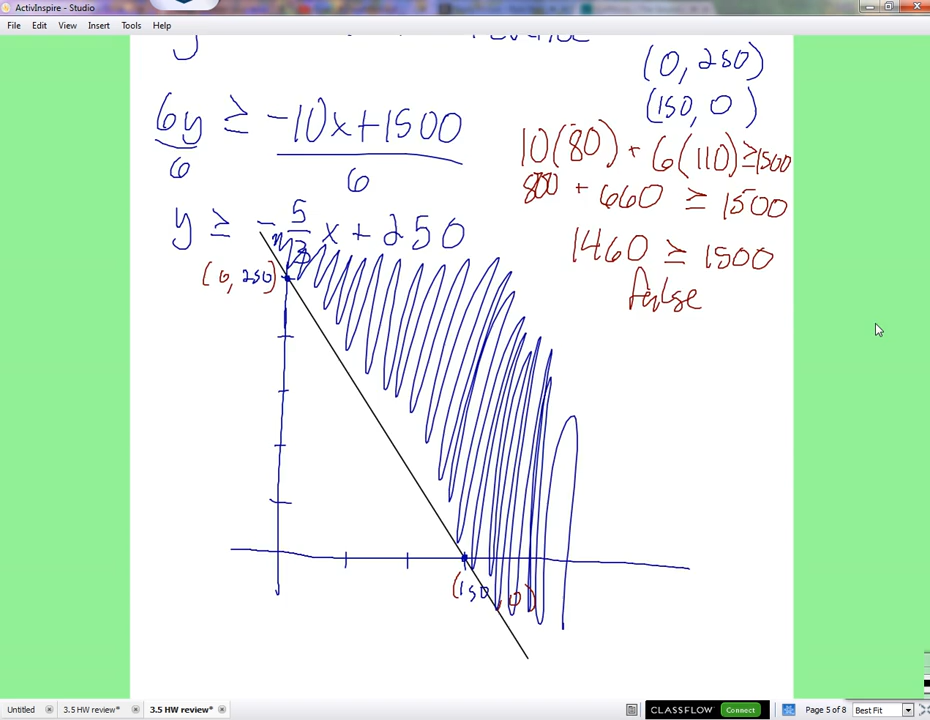 ActivInspire - Studio
File Edit View Insert Tools Help
y revenue
(0, 250)
(150, 0)
6y ≥ -10x+1500
6 6
10(80) + 6(110) ≥1500
800 + 660 ≥ 1500
y ≥ -5/3 x + 250
1460 ≥ 1500
false
(0, 250)
(150, 0)
Untitled 3.5 HW review* 3.5 HW review* CLASSFLOW Connect Page 5 of 8 Best Fit